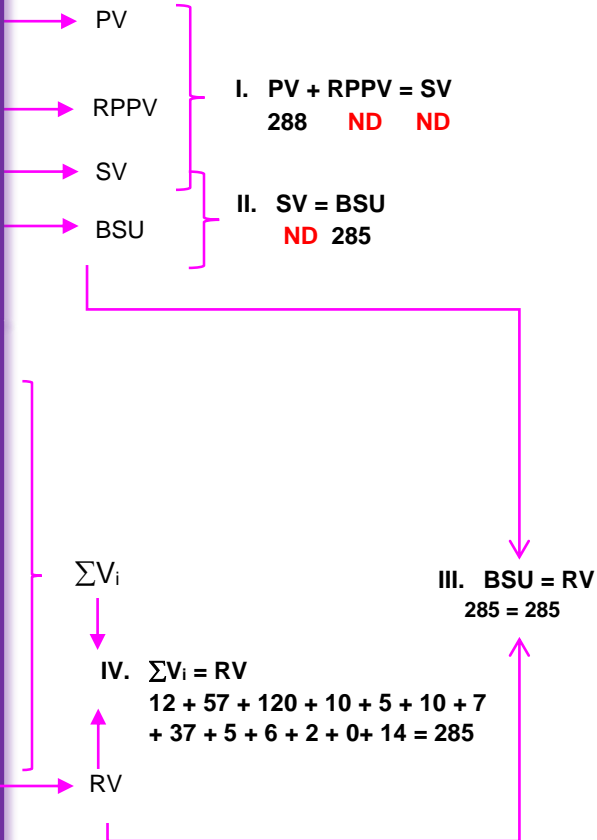 PV
RPPV
SV
BSU
I. PV + RPPV = SV
288 ND ND
II. SV = BSU
ND 285
∑Vi
III. BSU = RV
285 = 285
IV. ∑Vi = RV
12 + 57 + 120 + 10 + 5 + 10 + 7
+ 37 + 5 + 6 + 2 + 0+ 14 = 285
RV